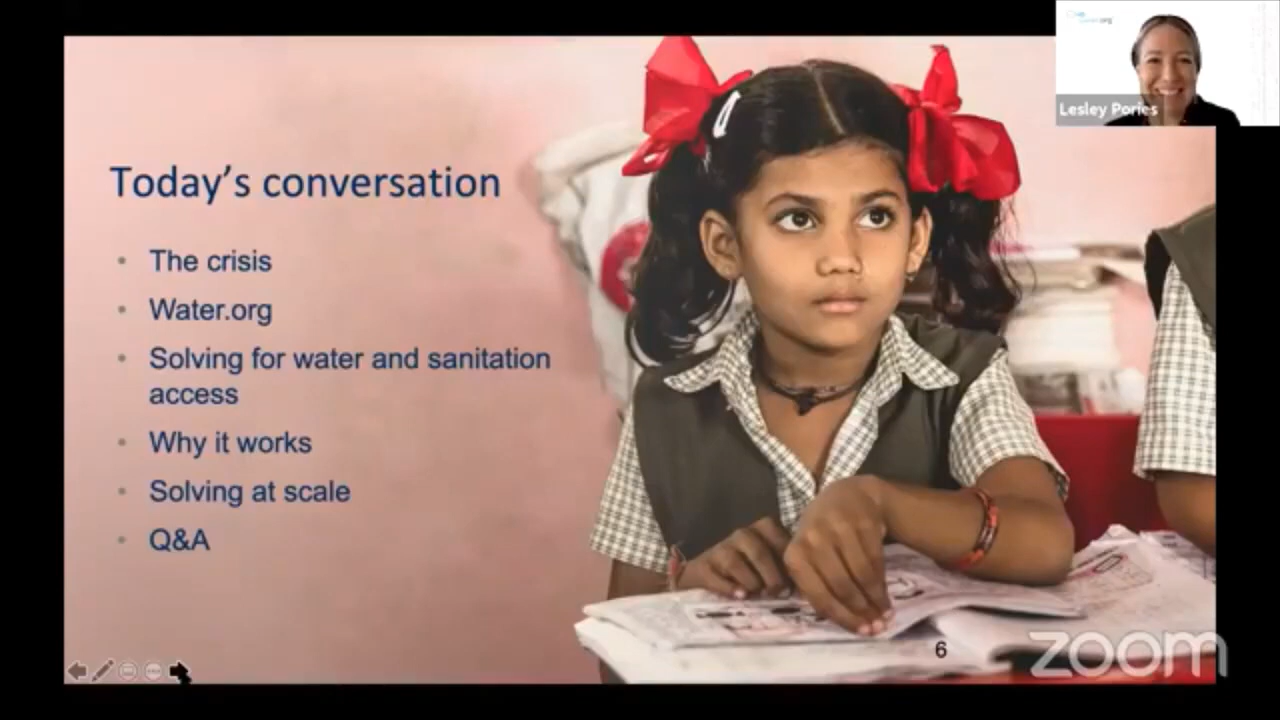 Today's conversation
• The crisis
• Water.org
• Solving for water and sanitation
access
• Why it works
• Solving at scale
• Q&A
6
zoom
Lesley Pories